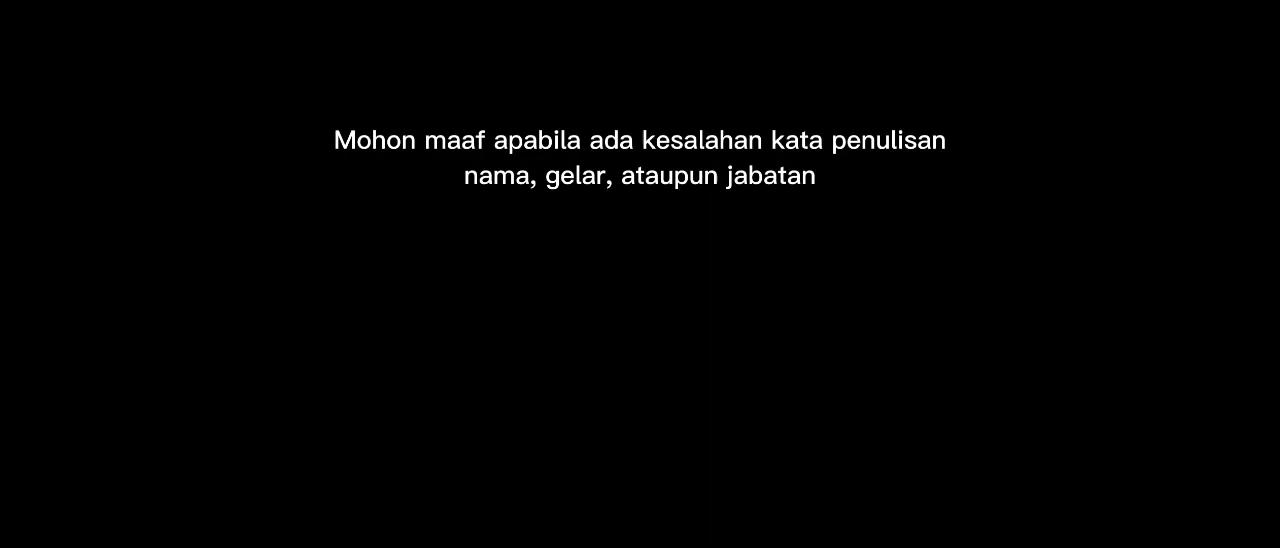 Mohon maaf apabila ada kesalahan kata penulisan
nama, gelar, ataupun jabatan